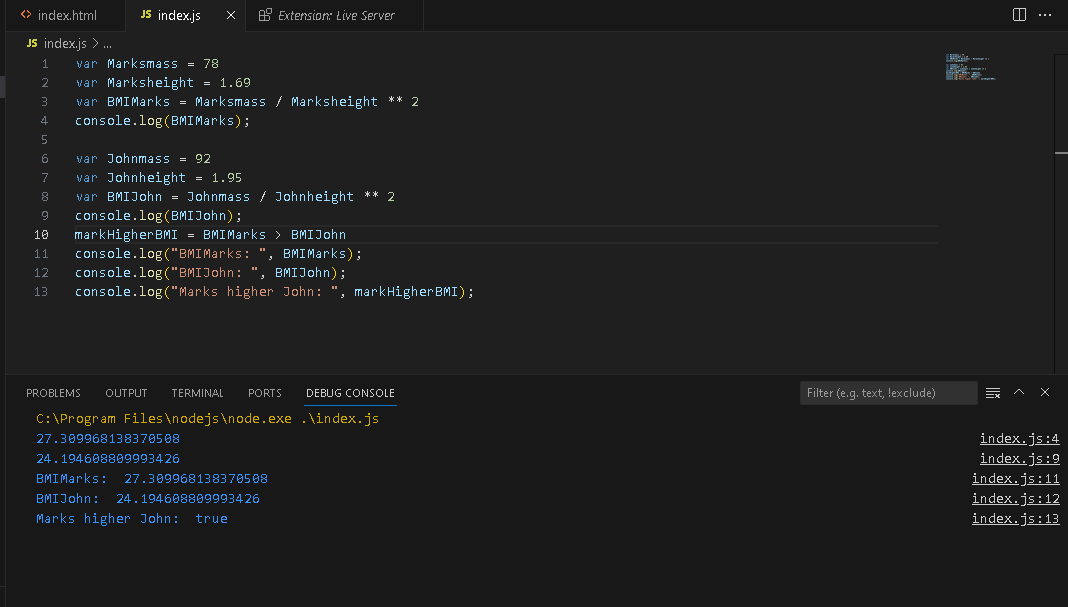 index.html
JS index.js
Extension: Live Server
JS index.js > ...
1 var Marksmass = 78
2 var Marksheight = 1.69
3 var BMIMarks = Marksmass / Marksheight ** 2
4 console.log(BMIMarks);
5
6 var Johnmass = 92
7 var Johnheight = 1.95
8 var BMIJohn = Johnmass / Johnheight ** 2
9 console.log(BMIJohn);
10 markHigherBMI = BMIMarks > BMIJohn
11 console.log("BMIMarks: ", BMIMarks);
12 console.log("BMIJohn: ", BMIJohn);
13 console.log("Marks higher John: ", markHigherBMI);
PROBLEMS OUTPUT TERMINAL PORTS DEBUG CONSOLE Filter (e.g. text, !exclude)
C:\Program Files\nodejs\node.exe .\index.js
27.309968138370508 index.js:4
24.194608809993426 index.js:9
BMIMarks:  27.309968138370508 index.js:11
BMIJohn:  24.194608809993426 index.js:12
Marks higher John:  true index.js:13